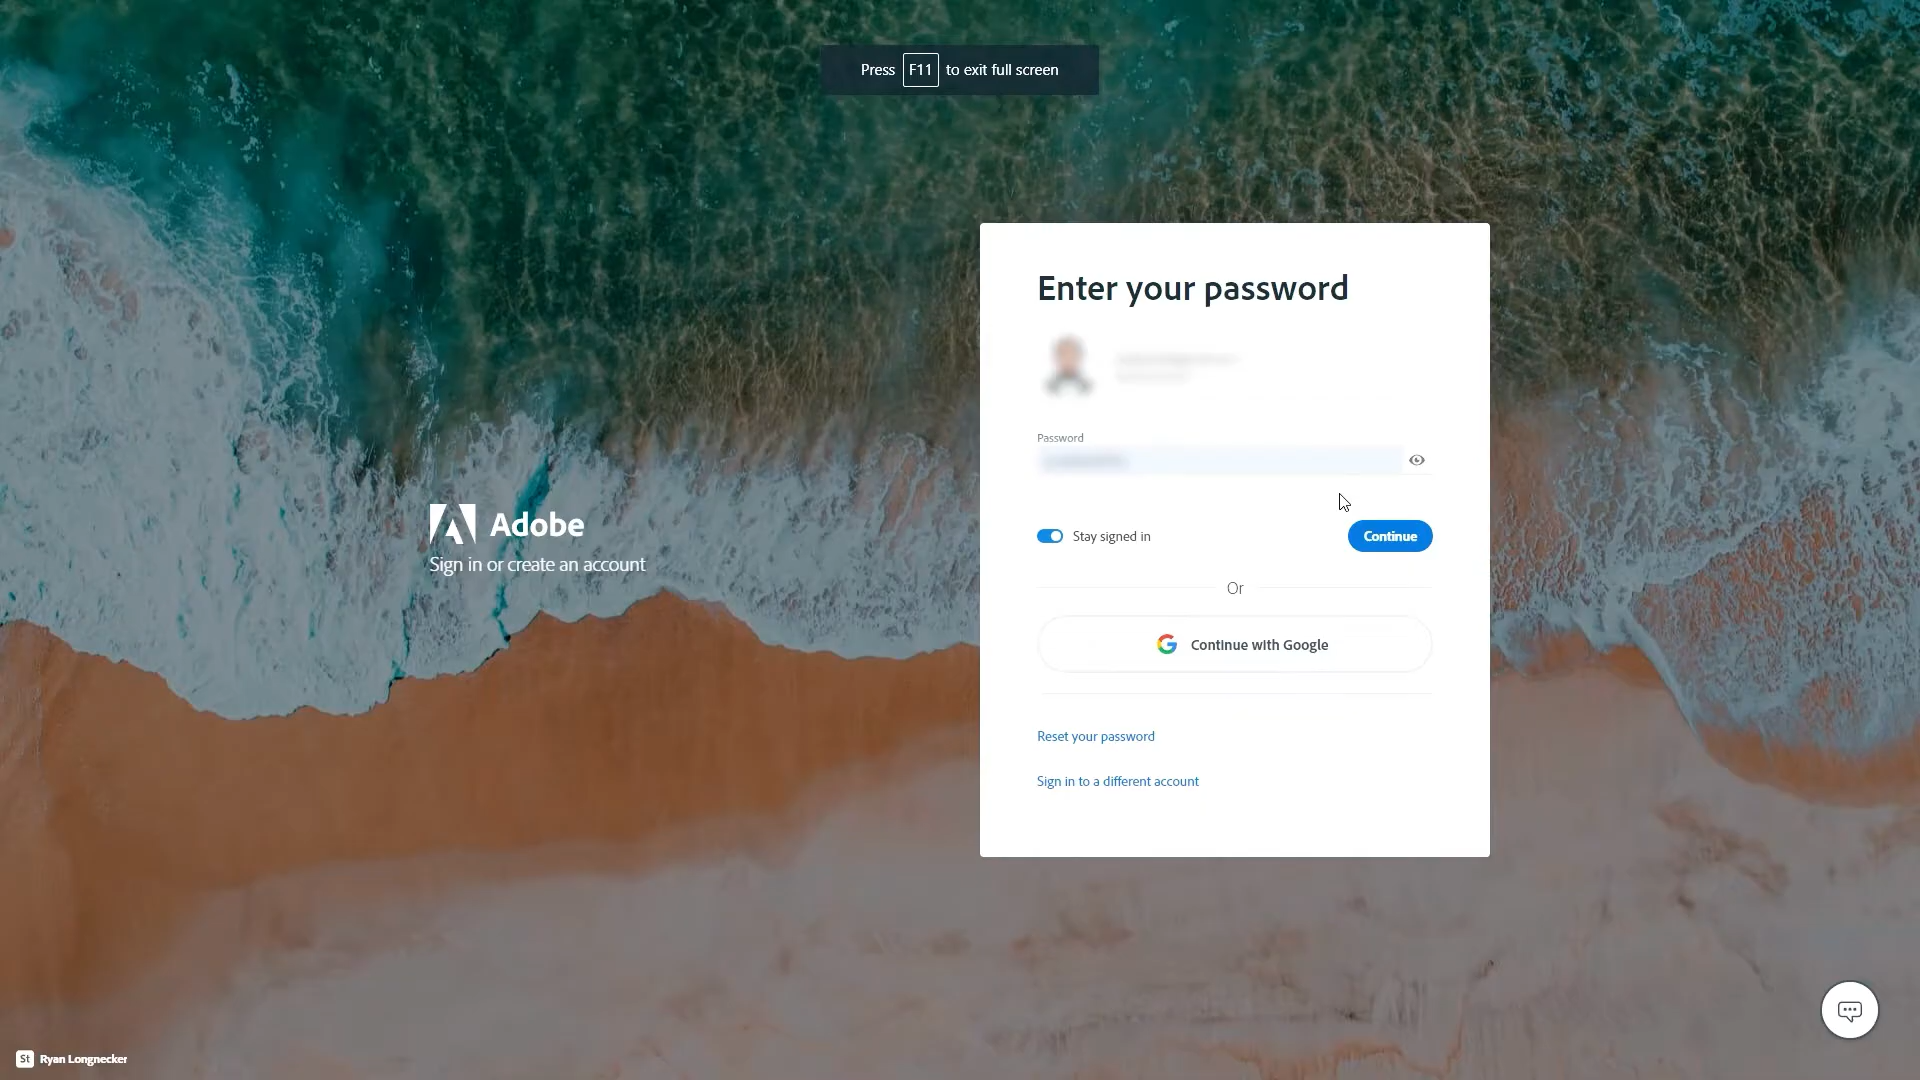 Press F11 to exit full screen
Enter your password
Password
Adobe
Sign in or create an account
Stay signed in
Continue
Or
Continue with Google
Reset your password
Sign in to a different account
St Ryan Longnecker